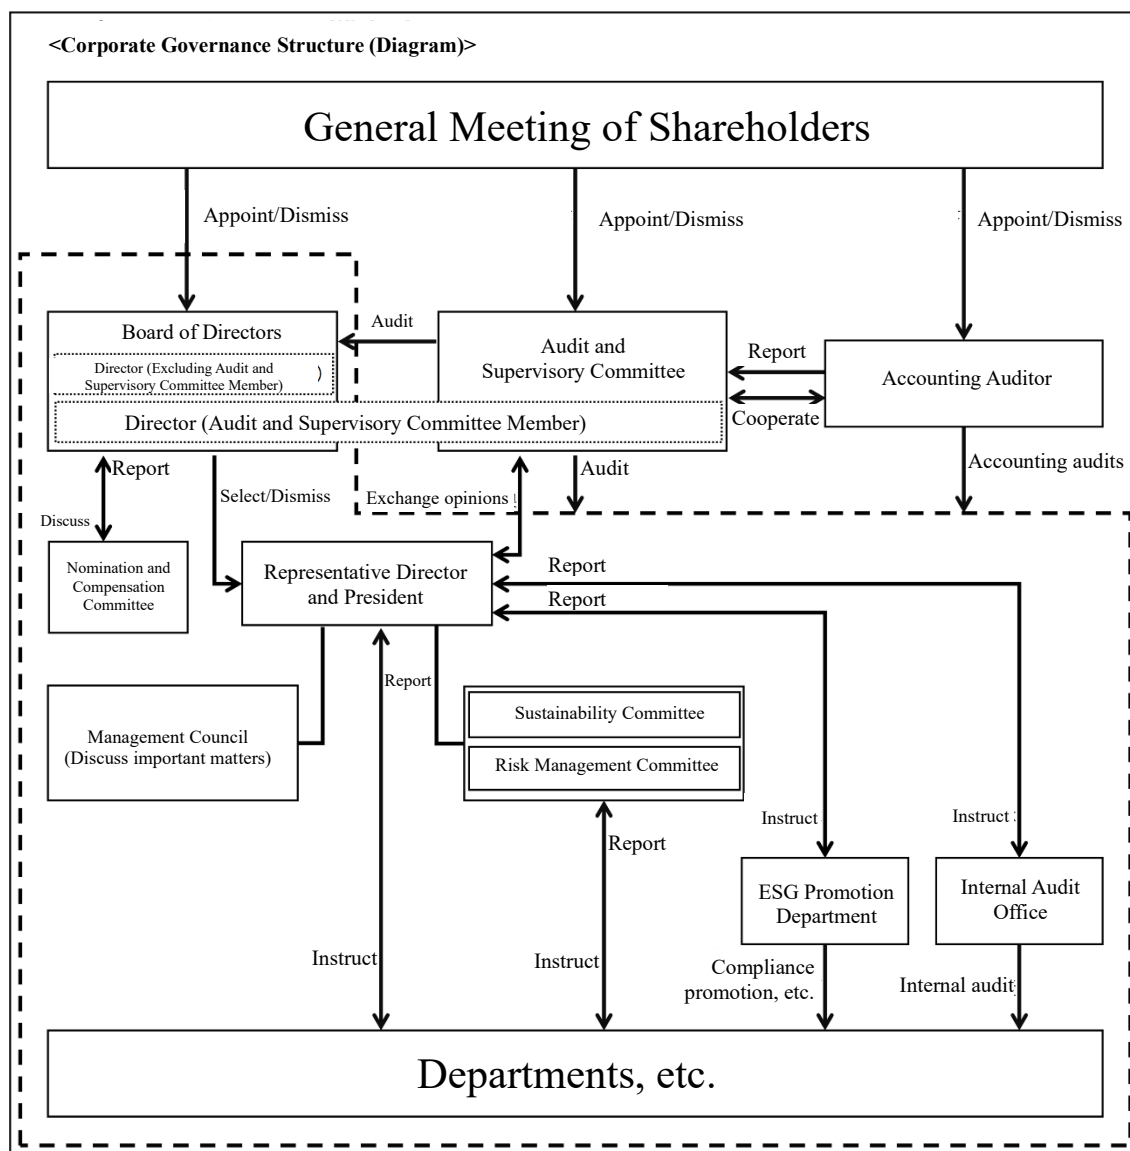 <Corporate Governance Structure (Diagram)>
General Meeting of Shareholders
Appoint/Dismiss
Appoint/Dismiss
Appoint/Dismiss
Board of Directors
Director (Excluding Audit and
Supervisory Committee Member)
)
Audit
Audit and
Supervisory Committee
Director (Audit and Supervisory Committee Member)
Report
Cooperate
Accounting Auditor
Report
Discuss
Select/Dismiss
Exchange opinions
Audit
Accounting audits
Nomination and
Compensation
Committee
Representative Director
and President
Report
Report
Report
Management Council
(Discuss important matters)
Sustainability Committee
Risk Management Committee
Report
Instruct
Instruct
ESG Promotion
Department
Internal Audit
Office
Instruct
Instruct
Compliance
promotion, etc.
Internal audit
Departments, etc.